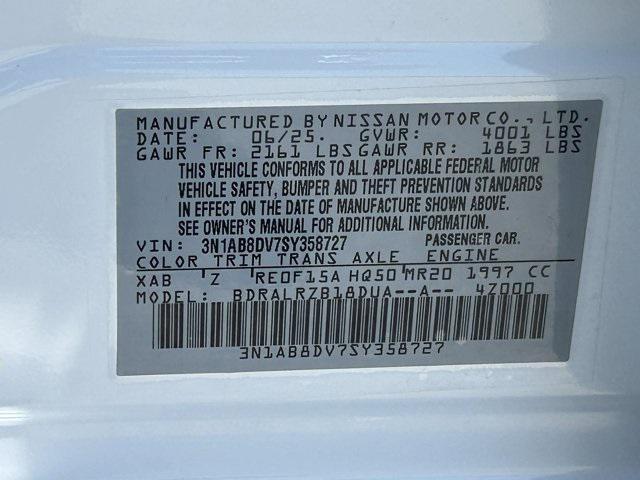 MANUFACTURED BY NISSAN MOTOR CO., LTD.
DATE: 06/25. GVWR: 4001 LBS
GAWR FR: 2161 LBS GAWR RR: 1863 LBS
THIS VEHICLE CONFORMS TO ALL APPLICABLE FEDERAL MOTOR
VEHICLE SAFETY, BUMPER AND THEFT PREVENTION STANDARDS
IN EFFECT ON THE DATE OF MANUFACTURE SHOWN ABOVE.
SEE OWNER'S MANUAL FOR ADDITIONAL INFORMATION.
VIN: 3N1AB8DV7SY358727 PASSENGER CAR.
COLOR TRIM TRANS AXLE ENGINE
XAB Z RE0F15A HQ50 MR20 1997 CC
MODEL: BDRALRZB18DUA--A-- 4Z000
3N1AB8DV7SY358727